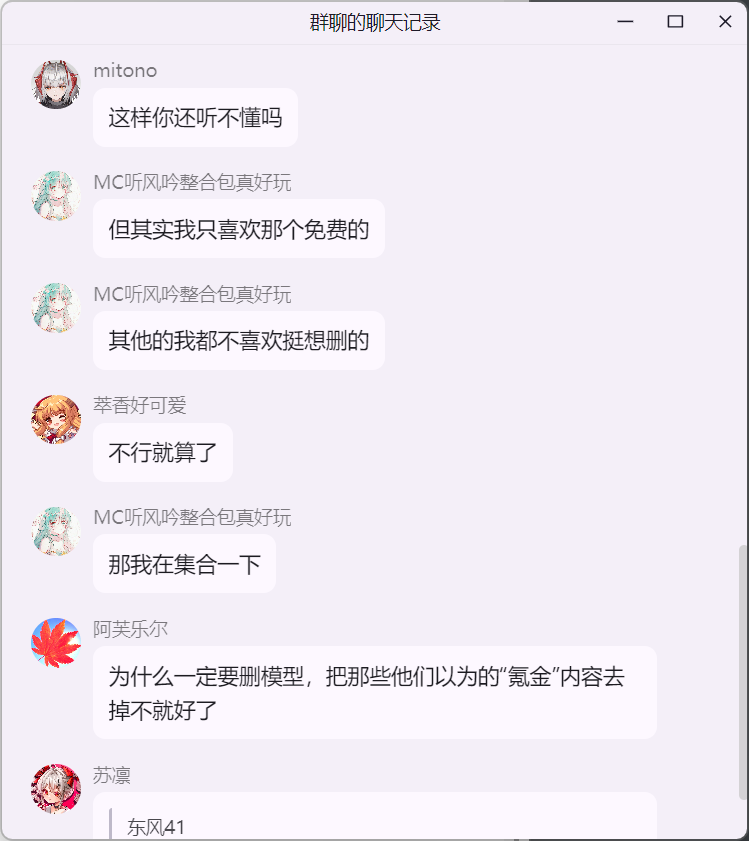 群聊的聊天记录
mitono
这样你还听不懂吗
MC听风吟整合包真好玩
但其实我只喜欢那个免费的
MC听风吟整合包真好玩
其他的我都不喜欢挺想删的
萃香好可爱
不行就算了
MC听风吟整合包真好玩
那我在集合一下
阿芙乐尔
为什么一定要删模型，把那些他们以为的“氪金”内容去
掉不就好了
苏凛
东风41